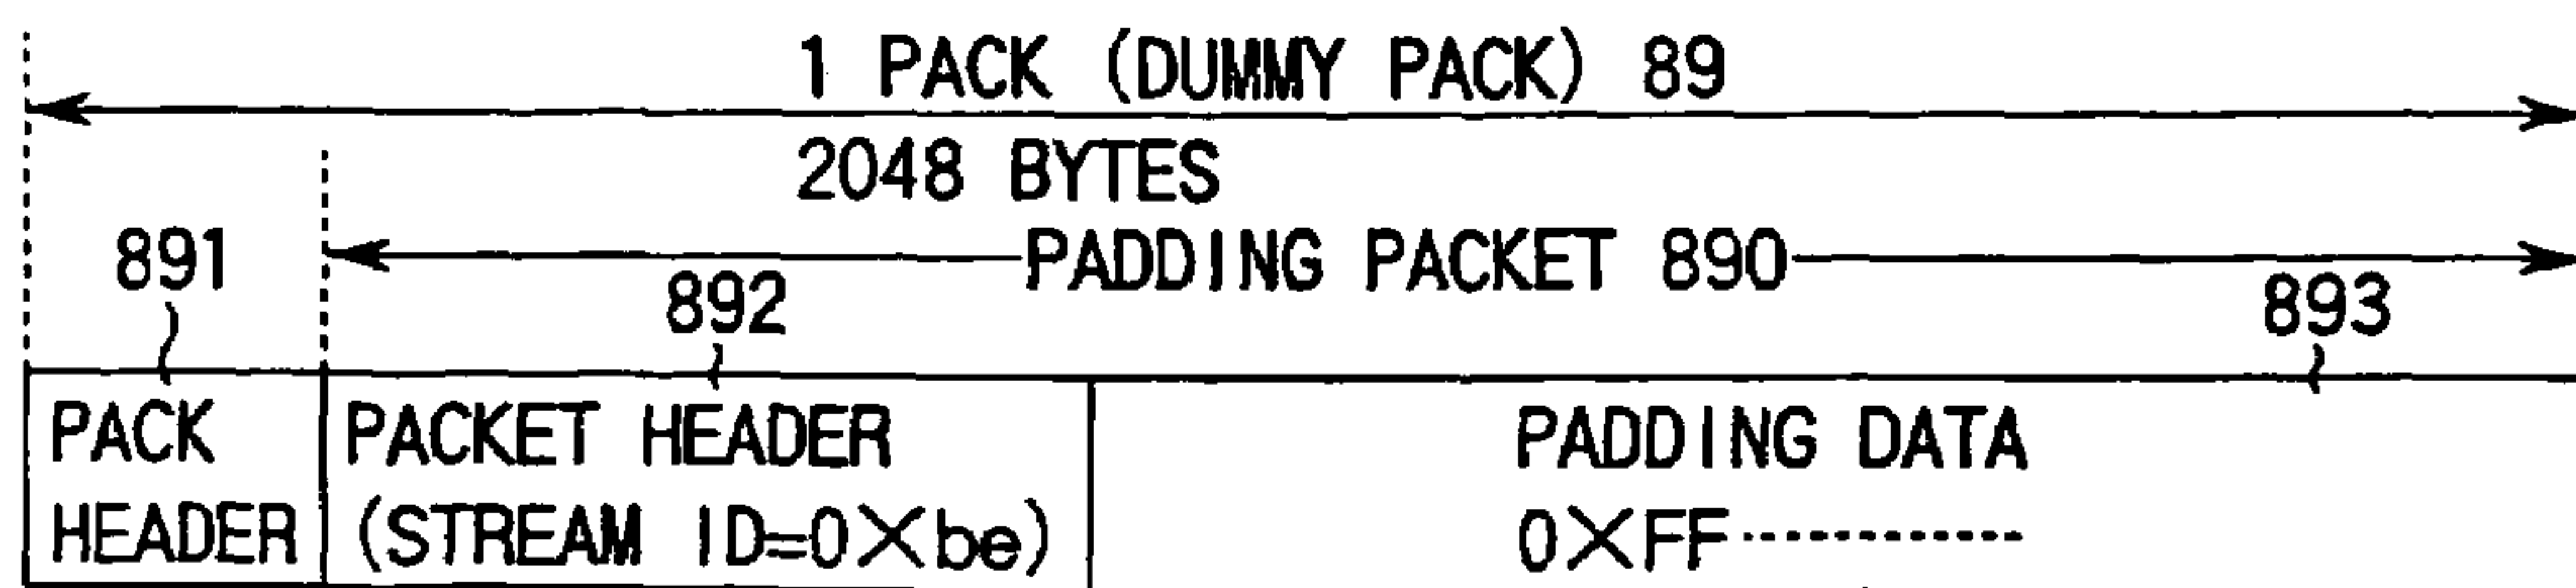 1 PACK (DUMMY PACK) 89
2048 BYTES
891
PADDING PACKET 890
892
893
PACK HEADER
PACKET HEADER
(STREAM ID=0×be)
PADDING DATA
0×FF------------